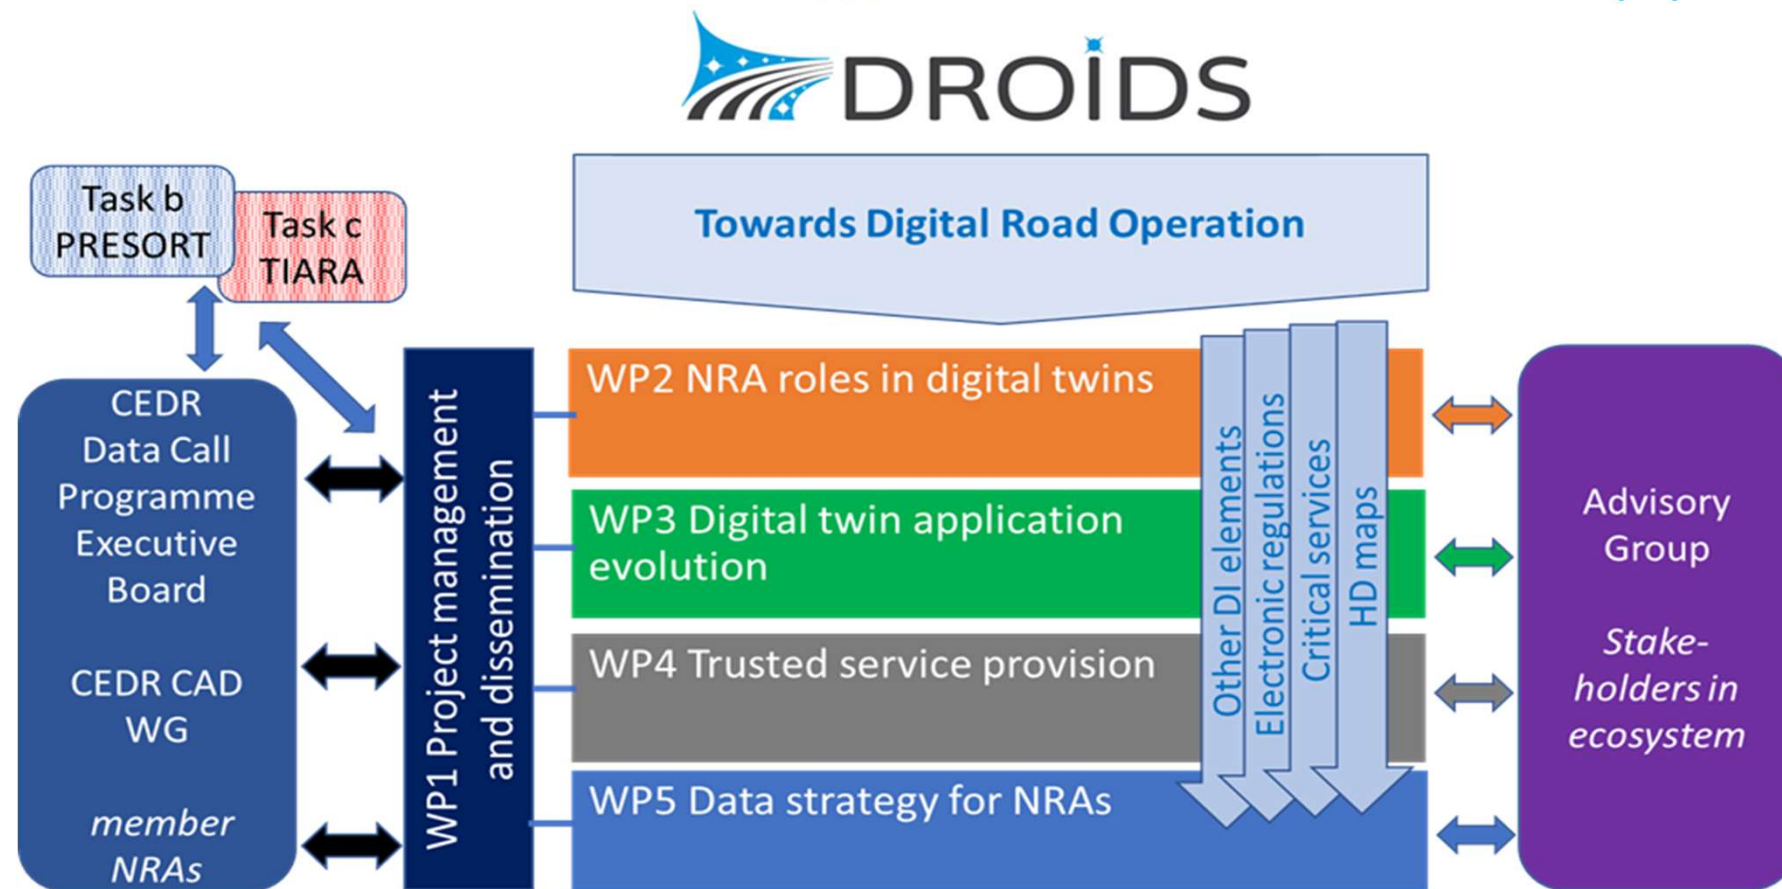 DROIDS
Towards Digital Road Operation
Task b
PRESORT
Task c
TIARA
CEDR
Data Call
Programme
Executive
Board
CEDR CAD
WG
member
NRAs
WP1 Project management
and dissemination
WP2 NRA roles in digital twins
WP3 Digital twin application
evolution
WP4 Trusted service provision
WP5 Data strategy for NRAs
Other DI elements
Electronic regulations
Critical services
HD maps
Advisory
Group
Stake-
holders in
ecosystem